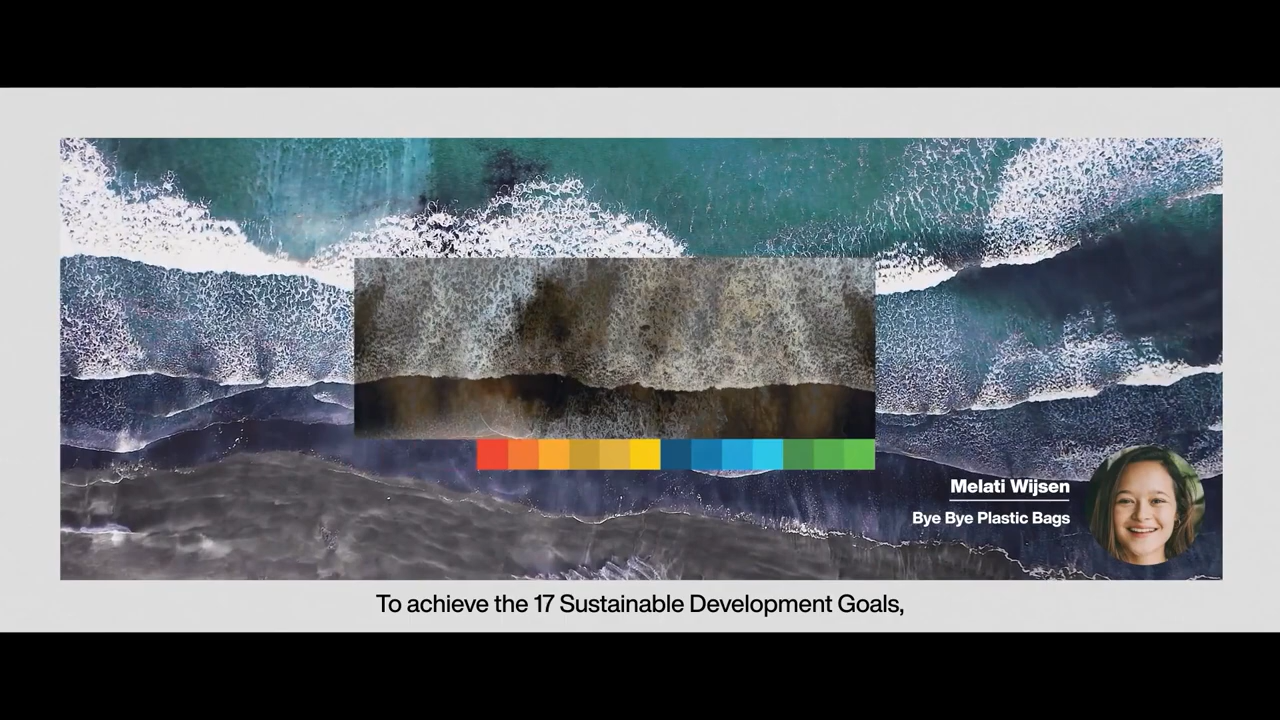 Melati Wijsen
Bye Bye Plastic Bags
To achieve the 17 Sustainable Development Goals,